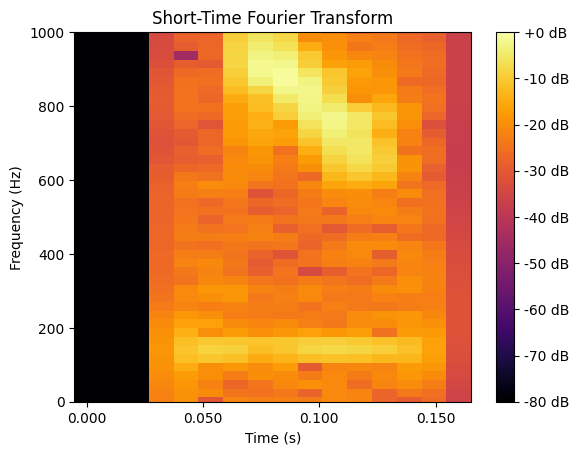 Short-Time Fourier Transform
Frequency (Hz)
1000
800
600
400
200
0
0.000
0.050
0.100
0.150
Time (s)
+0 dB
-10 dB
-20 dB
-30 dB
-40 dB
-50 dB
-60 dB
-70 dB
-80 dB